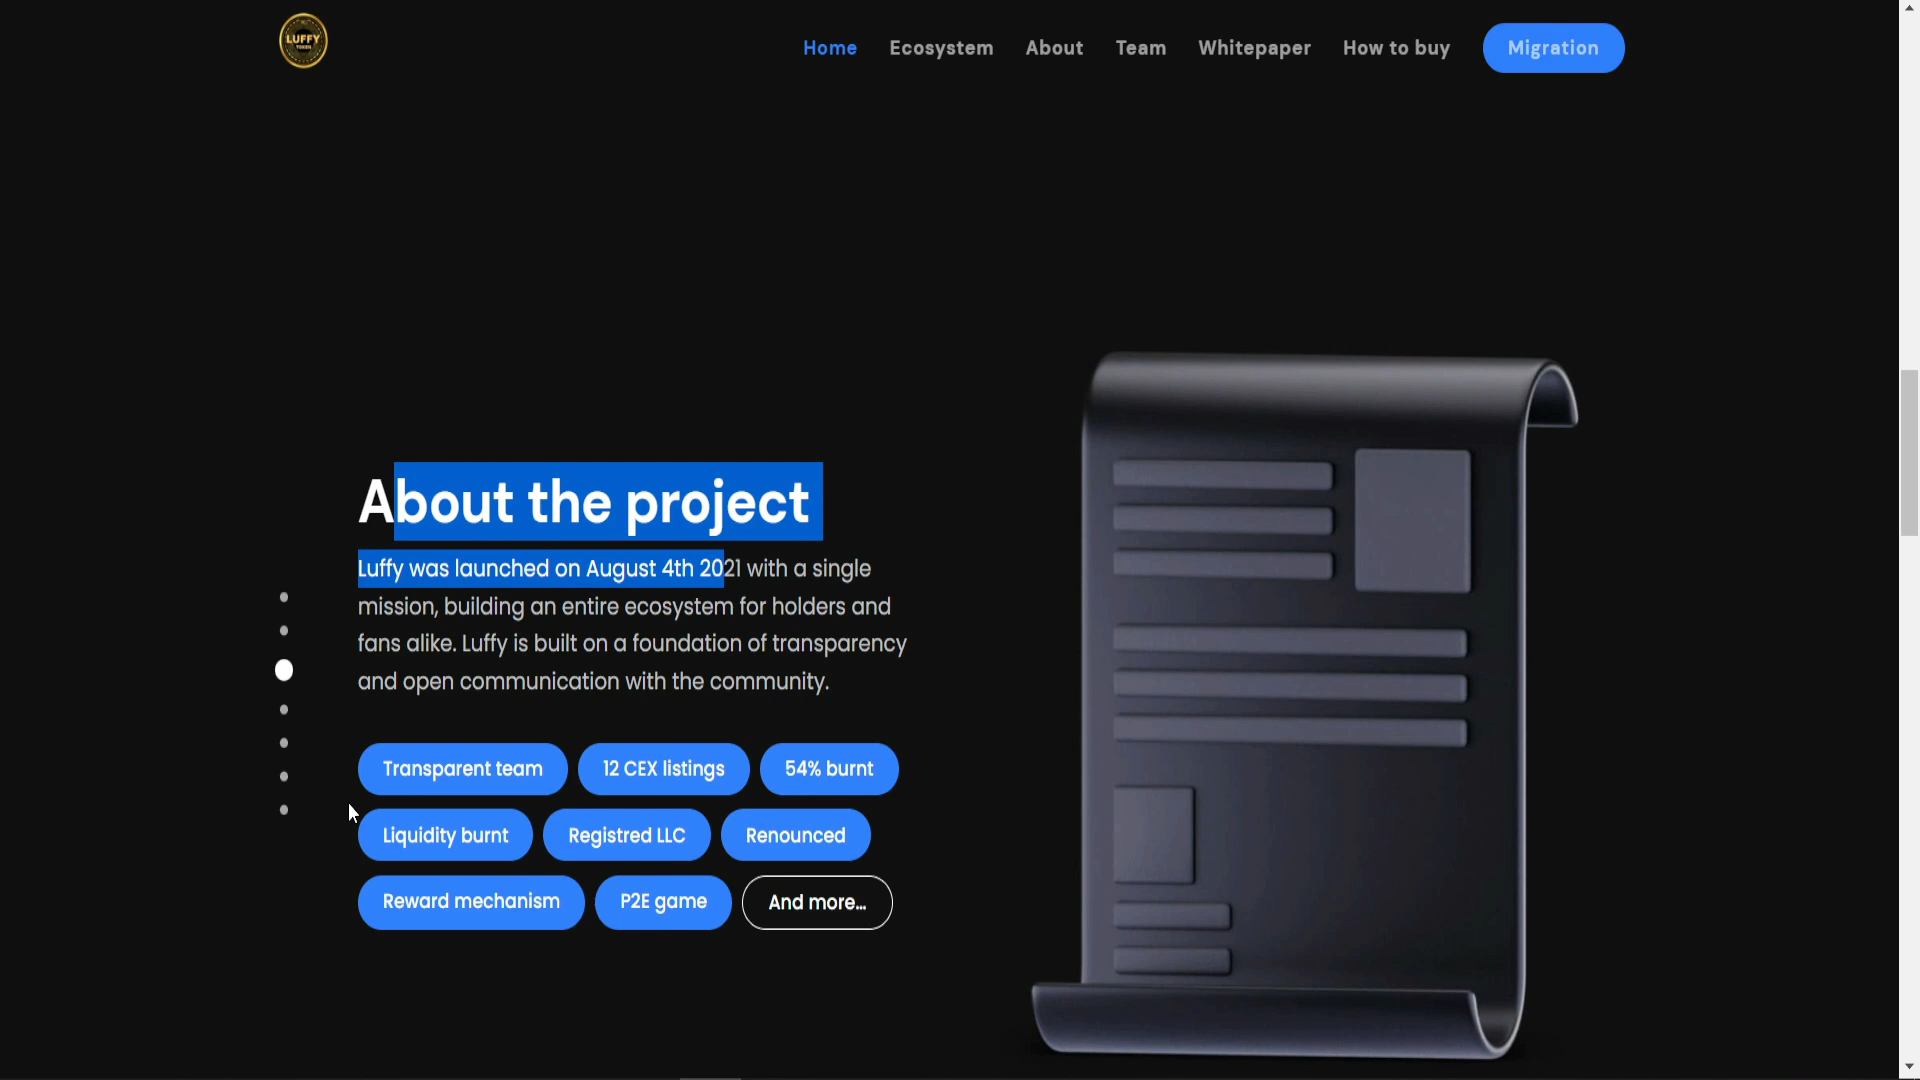 LUFFY
TOKEN
Home Ecosystem About Team Whitepaper How to buy Migration
About the project
Luffy was launched on August 4th 2021 with a single
mission, building an entire ecosystem for holders and
fans alike. Luffy is built on a foundation of transparency
and open communication with the community.
Transparent team 12 CEX listings 54% burnt
Liquidity burnt Registred LLC Renounced
Reward mechanism P2E game And more...